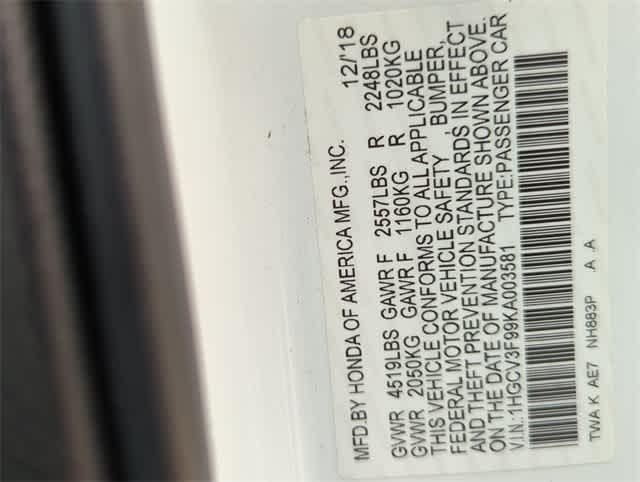 MFD.BY HONDA OF AMERICA MFG.,INC. 12/'18
GVWR 4519LBS GAWR F 2557LBS R 2248LBS
GVWR 2050KG GAWR F 1160KG R 1020KG
THIS VEHICLE CONFORMS TO ALL APPLICABLE
FEDERAL MOTOR VEHICLE SAFETY , BUMPER,
AND THEFT PREVENTION STANDARDS IN EFFECT
ON THE DATE OF MANUFACTURE SHOWN ABOVE.
V.I.N.:1HGCV3F99KA003581 TYPE:PASSENGER CAR
TWA K AE7 NH883P A A